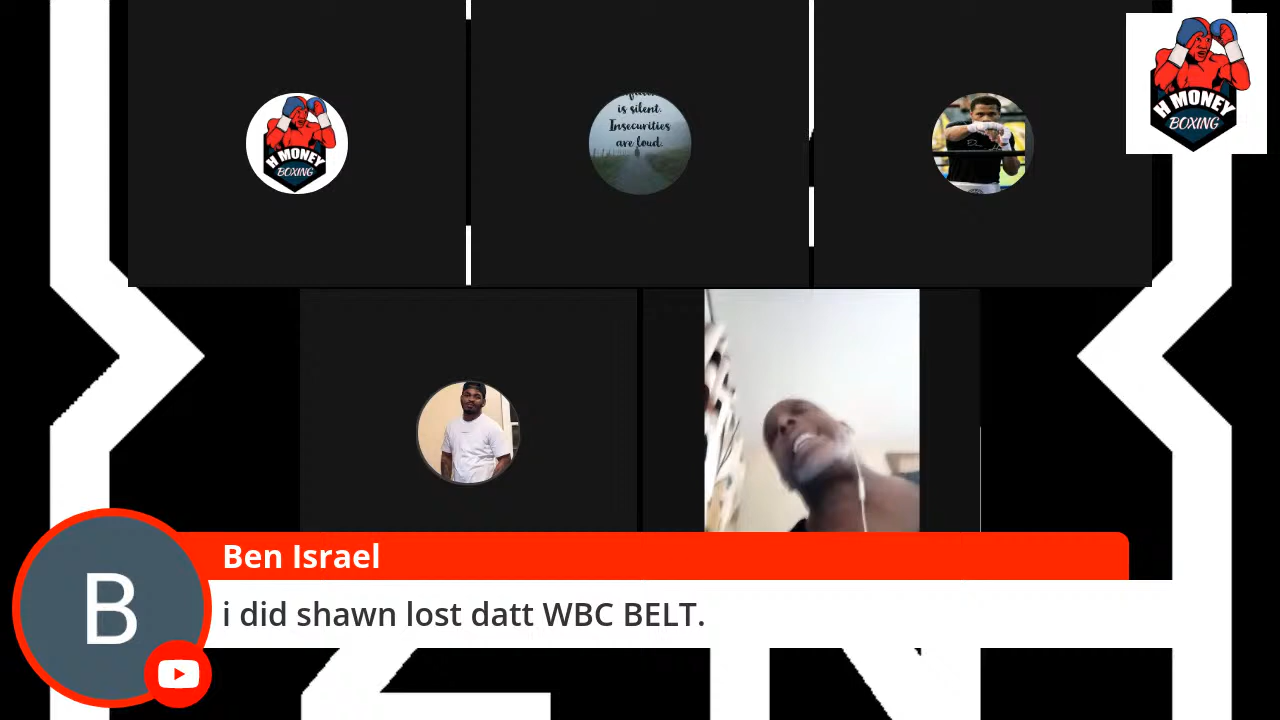 H MONEY
BOXING
is silent.
Insecurities
are loud.
H MONEY
BOXING
B
Ben Israel
i did shawn lost datt WBC BELT.